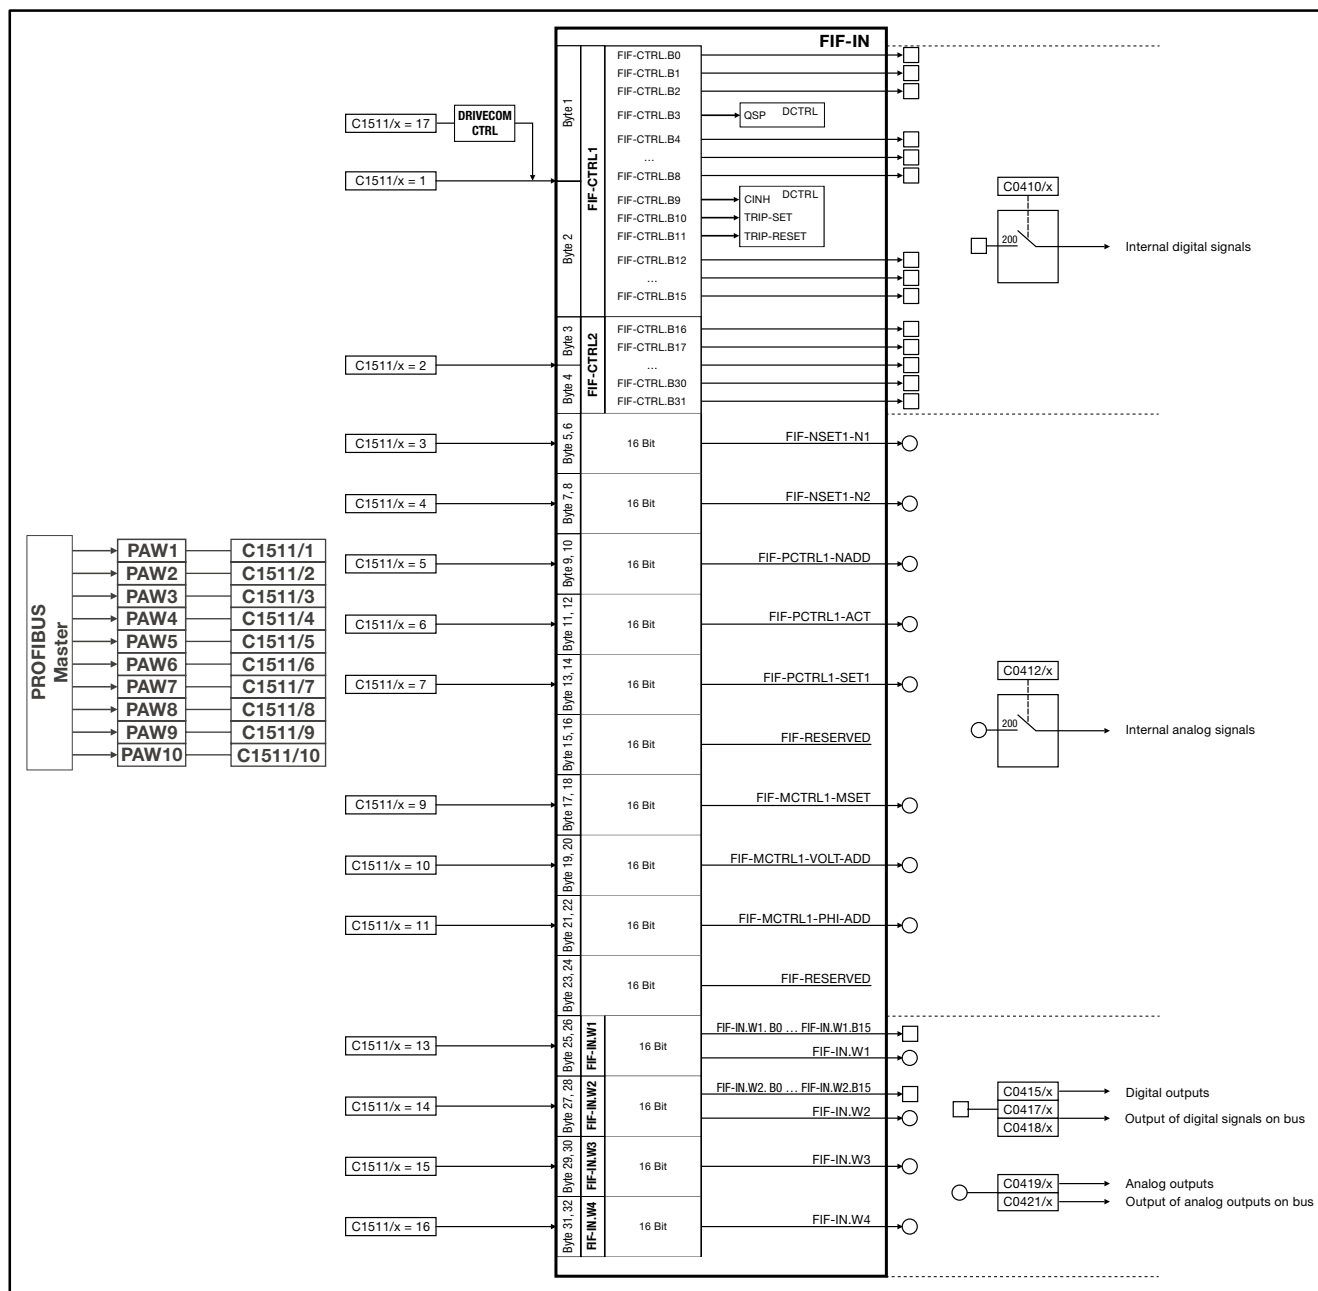 FIF-IN
PROFIBUS Master
PAW1 C1511/1
PAW2 C1511/2
PAW3 C1511/3
PAW4 C1511/4
PAW5 C1511/5
PAW6 C1511/6
PAW7 C1511/7
PAW8 C1511/8
PAW9 C1511/9
PAW10 C1511/10
C1511/x = 17
DRIVECOM
CTRL
C1511/x = 1
C1511/x = 2
C1511/x = 3
C1511/x = 4
C1511/x = 5
C1511/x = 6
C1511/x = 7
C1511/x = 9
C1511/x = 10
C1511/x = 11
C1511/x = 13
C1511/x = 14
C1511/x = 15
C1511/x = 16
Byte 1
Byte 2
FIF-CTRL1
FIF-CTRL.B0
FIF-CTRL.B1
FIF-CTRL.B2
FIF-CTRL.B3
QSP DCTRL
FIF-CTRL.B4
...
FIF-CTRL.B8
FIF-CTRL.B9
CINH DCTRL
FIF-CTRL.B10
TRIP-SET
FIF-CTRL.B11
TRIP-RESET
FIF-CTRL.B12
...
FIF-CTRL.B15
Byte 3
Byte 4
FIF-CTRL2
FIF-CTRL.B16
FIF-CTRL.B17
...
FIF-CTRL.B30
FIF-CTRL.B31
Byte 5, 6
16 Bit
FIF-NSET1-N1
Byte 7, 8
16 Bit
FIF-NSET1-N2
Byte 9, 10
16 Bit
FIF-PCTRL1-NADD
Byte 11, 12
16 Bit
FIF-PCTRL1-ACT
Byte 13, 14
16 Bit
FIF-PCTRL1-SET1
Byte 15, 16
16 Bit
FIF-RESERVED
Byte 17, 18
16 Bit
FIF-MCTRL1-MSET
Byte 19, 20
16 Bit
FIF-MCTRL1-VOLT-ADD
Byte 21, 22
16 Bit
FIF-MCTRL1-PHI-ADD
Byte 23, 24
16 Bit
FIF-RESERVED
Byte 25, 26
FIF-IN.W1
16 Bit
FIF-IN.W1. B0 ... FIF-IN.W1.B15
FIF-IN.W1
Byte 27, 28
FIF-IN.W2
16 Bit
FIF-IN.W2. B0 ... FIF-IN.W2.B15
FIF-IN.W2
Byte 29, 30
FIF-IN.W3
16 Bit
FIF-IN.W3
Byte 31, 32
FIF-IN.W4
16 Bit
FIF-IN.W4
C0410/x
200
Internal digital signals
C0412/x
200
Internal analog signals
C0415/x
Digital outputs
C0417/x
Output of digital signals on bus
C0418/x
C0419/x
Analog outputs
C0421/x
Output of analog outputs on bus